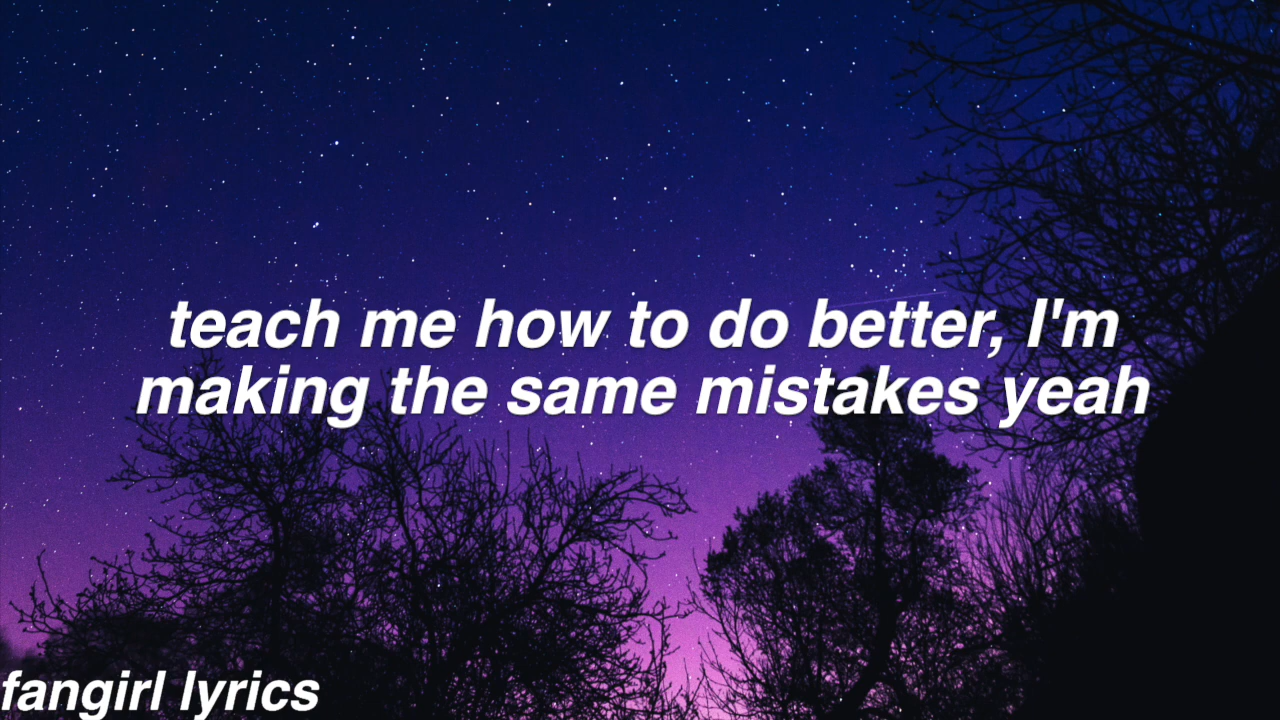 teach me how to do better, I'm
making the same mistakes yeah
fangirl lyrics